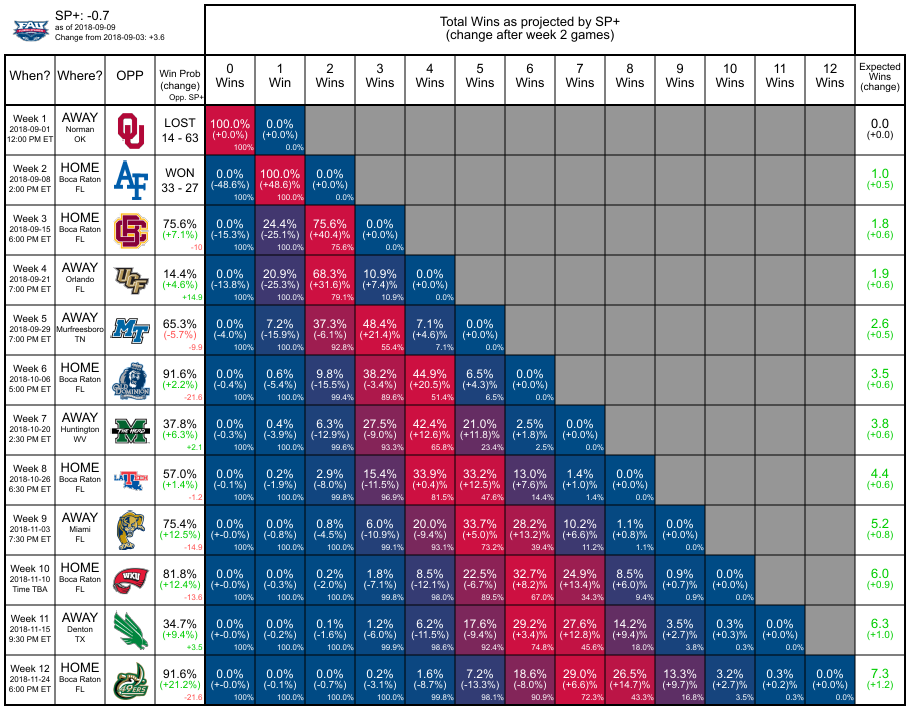 FAU
SP+: -0.7
as of 2018-09-09
Change from 2018-09-03: +3.6
Total Wins as projected by SP+
(change after week 2 games)
When? Where? OPP Win Prob (change) Opp. SP+ 0 Wins 1 Win 2 Wins 3 Wins 4 Wins 5 Wins 6 Wins 7 Wins 8 Wins 9 Wins 10 Wins 11 Wins 12 Wins Expected Wins (change)
Week 1 AWAY LOST 100.0% 0.0% 0.0
2018-09-01 Norman 14 - 63 (+0.0%) (+0.0%) (+0.0)
12:00 PM ET OK 100% 0.0%
Week 2 HOME AF WON 0.0% 100.0% 0.0% 1.0
2018-09-08 Boca Raton 33 - 27 (-48.6%) (+48.6)% (+0.0%) (+0.5)
2:00 PM ET FL 100% 100.0% 0.0%
Week 3 HOME 75.6% 0.0% 24.4% 75.6% 0.0% 1.8
2018-09-15 Boca Raton (+7.1%) (-15.3%) (-25.1%) (+40.4)% (+0.0%) (+0.6)
6:00 PM ET FL -10 100% 100.0% 75.6% 0.0%
Week 4 AWAY UCF 14.4% 0.0% 20.9% 68.3% 10.9% 0.0% 1.9
2018-09-21 Orlando (+4.6%) (-13.8%) (-25.3%) (+31.6)% (+7.4)% (+0.0%) (+0.6)
7:00 PM ET FL +14.9 100% 100.0% 79.1% 10.9% 0.0%
Week 5 AWAY MT 65.3% 0.0% 7.2% 37.3% 48.4% 7.1% 0.0% 2.6
2018-09-29 Murfreesboro (-5.7%) (-4.0%) (-15.9%) (-6.1%) (+21.4)% (+4.6)% (+0.0%) (+0.5)
7:00 PM ET TN -9.9 100% 100.0% 92.8% 55.4% 7.1% 0.0%
Week 6 HOME DOMINION 91.6% 0.0% 0.6% 9.8% 38.2% 44.9% 6.5% 0.0% 3.5
2018-10-06 Boca Raton (+2.2%) (-0.4%) (-5.4%) (-15.5%) (-3.4%) (+20.5)% (+4.3)% (+0.0%) (+0.6)
5:00 PM ET FL -21.6 100% 100.0% 99.4% 89.6% 51.4% 6.5% 0.0%
Week 7 AWAY THE HERD 37.8% 0.0% 0.4% 6.3% 27.5% 42.4% 21.0% 2.5% 0.0% 3.8
2018-10-20 Huntington (+6.3%) (-0.3%) (-3.9%) (-12.9%) (-9.0%) (+12.6)% (+11.8)% (+1.8)% (+0.0%) (+0.6)
2:30 PM ET WV +2.1 100% 100.0% 99.6% 93.3% 65.8% 23.4% 2.5% 0.0%
Week 8 HOME LA TECH 57.0% 0.0% 0.2% 2.9% 15.4% 33.9% 33.2% 13.0% 1.4% 0.0% 4.4
2018-10-26 Boca Raton (+1.4%) (-0.1%) (-1.9%) (-8.0%) (-11.5%) (+0.4)% (+12.5)% (+7.6)% (+1.0)% (+0.0%) (+0.6)
6:30 PM ET FL -1.2 100% 100.0% 99.8% 96.9% 81.5% 47.6% 14.4% 1.4% 0.0%
Week 9 AWAY 75.4% 0.0% 0.0% 0.8% 6.0% 20.0% 33.7% 28.2% 10.2% 1.1% 0.0% 5.2
2018-11-03 Miami (+12.5%) (+-0.0%) (-0.8%) (-4.5%) (-10.9%) (-9.4%) (+5.0)% (+13.2)% (+6.6)% (+0.8)% (+0.0%) (+0.8)
7:30 PM ET FL -14.9 100% 100.0% 100.0% 99.1% 93.1% 73.2% 39.4% 11.2% 1.1% 0.0%
Week 10 HOME WKU 81.8% 0.0% 0.0% 0.2% 1.8% 8.5% 22.5% 32.7% 24.9% 8.5% 0.9% 0.0% 6.0
2018-11-10 Boca Raton (+12.4%) (+-0.0%) (-0.3%) (-2.0%) (-7.1%) (-12.1%) (-6.7%) (+8.2)% (+13.4)% (+6.0)% (+0.7)% (+0.0%) (+0.9)
Time TBA FL -13.6 100% 100.0% 100.0% 99.8% 98.0% 89.5% 67.0% 34.3% 9.4% 0.9% 0.0%
Week 11 AWAY 34.7% 0.0% 0.0% 0.1% 1.2% 6.2% 17.6% 29.2% 27.6% 14.2% 3.5% 0.3% 0.0% 6.3
2018-11-15 Denton (+9.4%) (+-0.0%) (-0.2%) (-1.6%) (-6.0%) (-11.5%) (-9.4%) (+3.4)% (+12.8)% (+9.4)% (+2.7)% (+0.3)% (+0.0%) (+1.0)
9:30 PM ET TX +3.5 100% 100.0% 100.0% 99.9% 98.6% 92.4% 74.8% 45.6% 18.0% 3.8% 0.3% 0.0%
Week 12 HOME 49ERS 91.6% 0.0% 0.0% 0.0% 0.2% 1.6% 7.2% 18.6% 29.0% 26.5% 13.3% 3.2% 0.3% 0.0% 7.3
2018-11-24 Boca Raton (+21.2%) (+-0.0%) (-0.1%) (-0.7%) (-3.1%) (-8.7%) (-13.3%) (-8.0%) (+6.6)% (+14.7)% (+9.7)% (+2.7)% (+0.2)% (+0.0%) (+1.2)
6:00 PM ET FL -21.6 100% 100.0% 100.0% 100.0% 99.8% 98.1% 90.9% 72.3% 43.3% 16.8% 3.5% 0.3% 0.0%